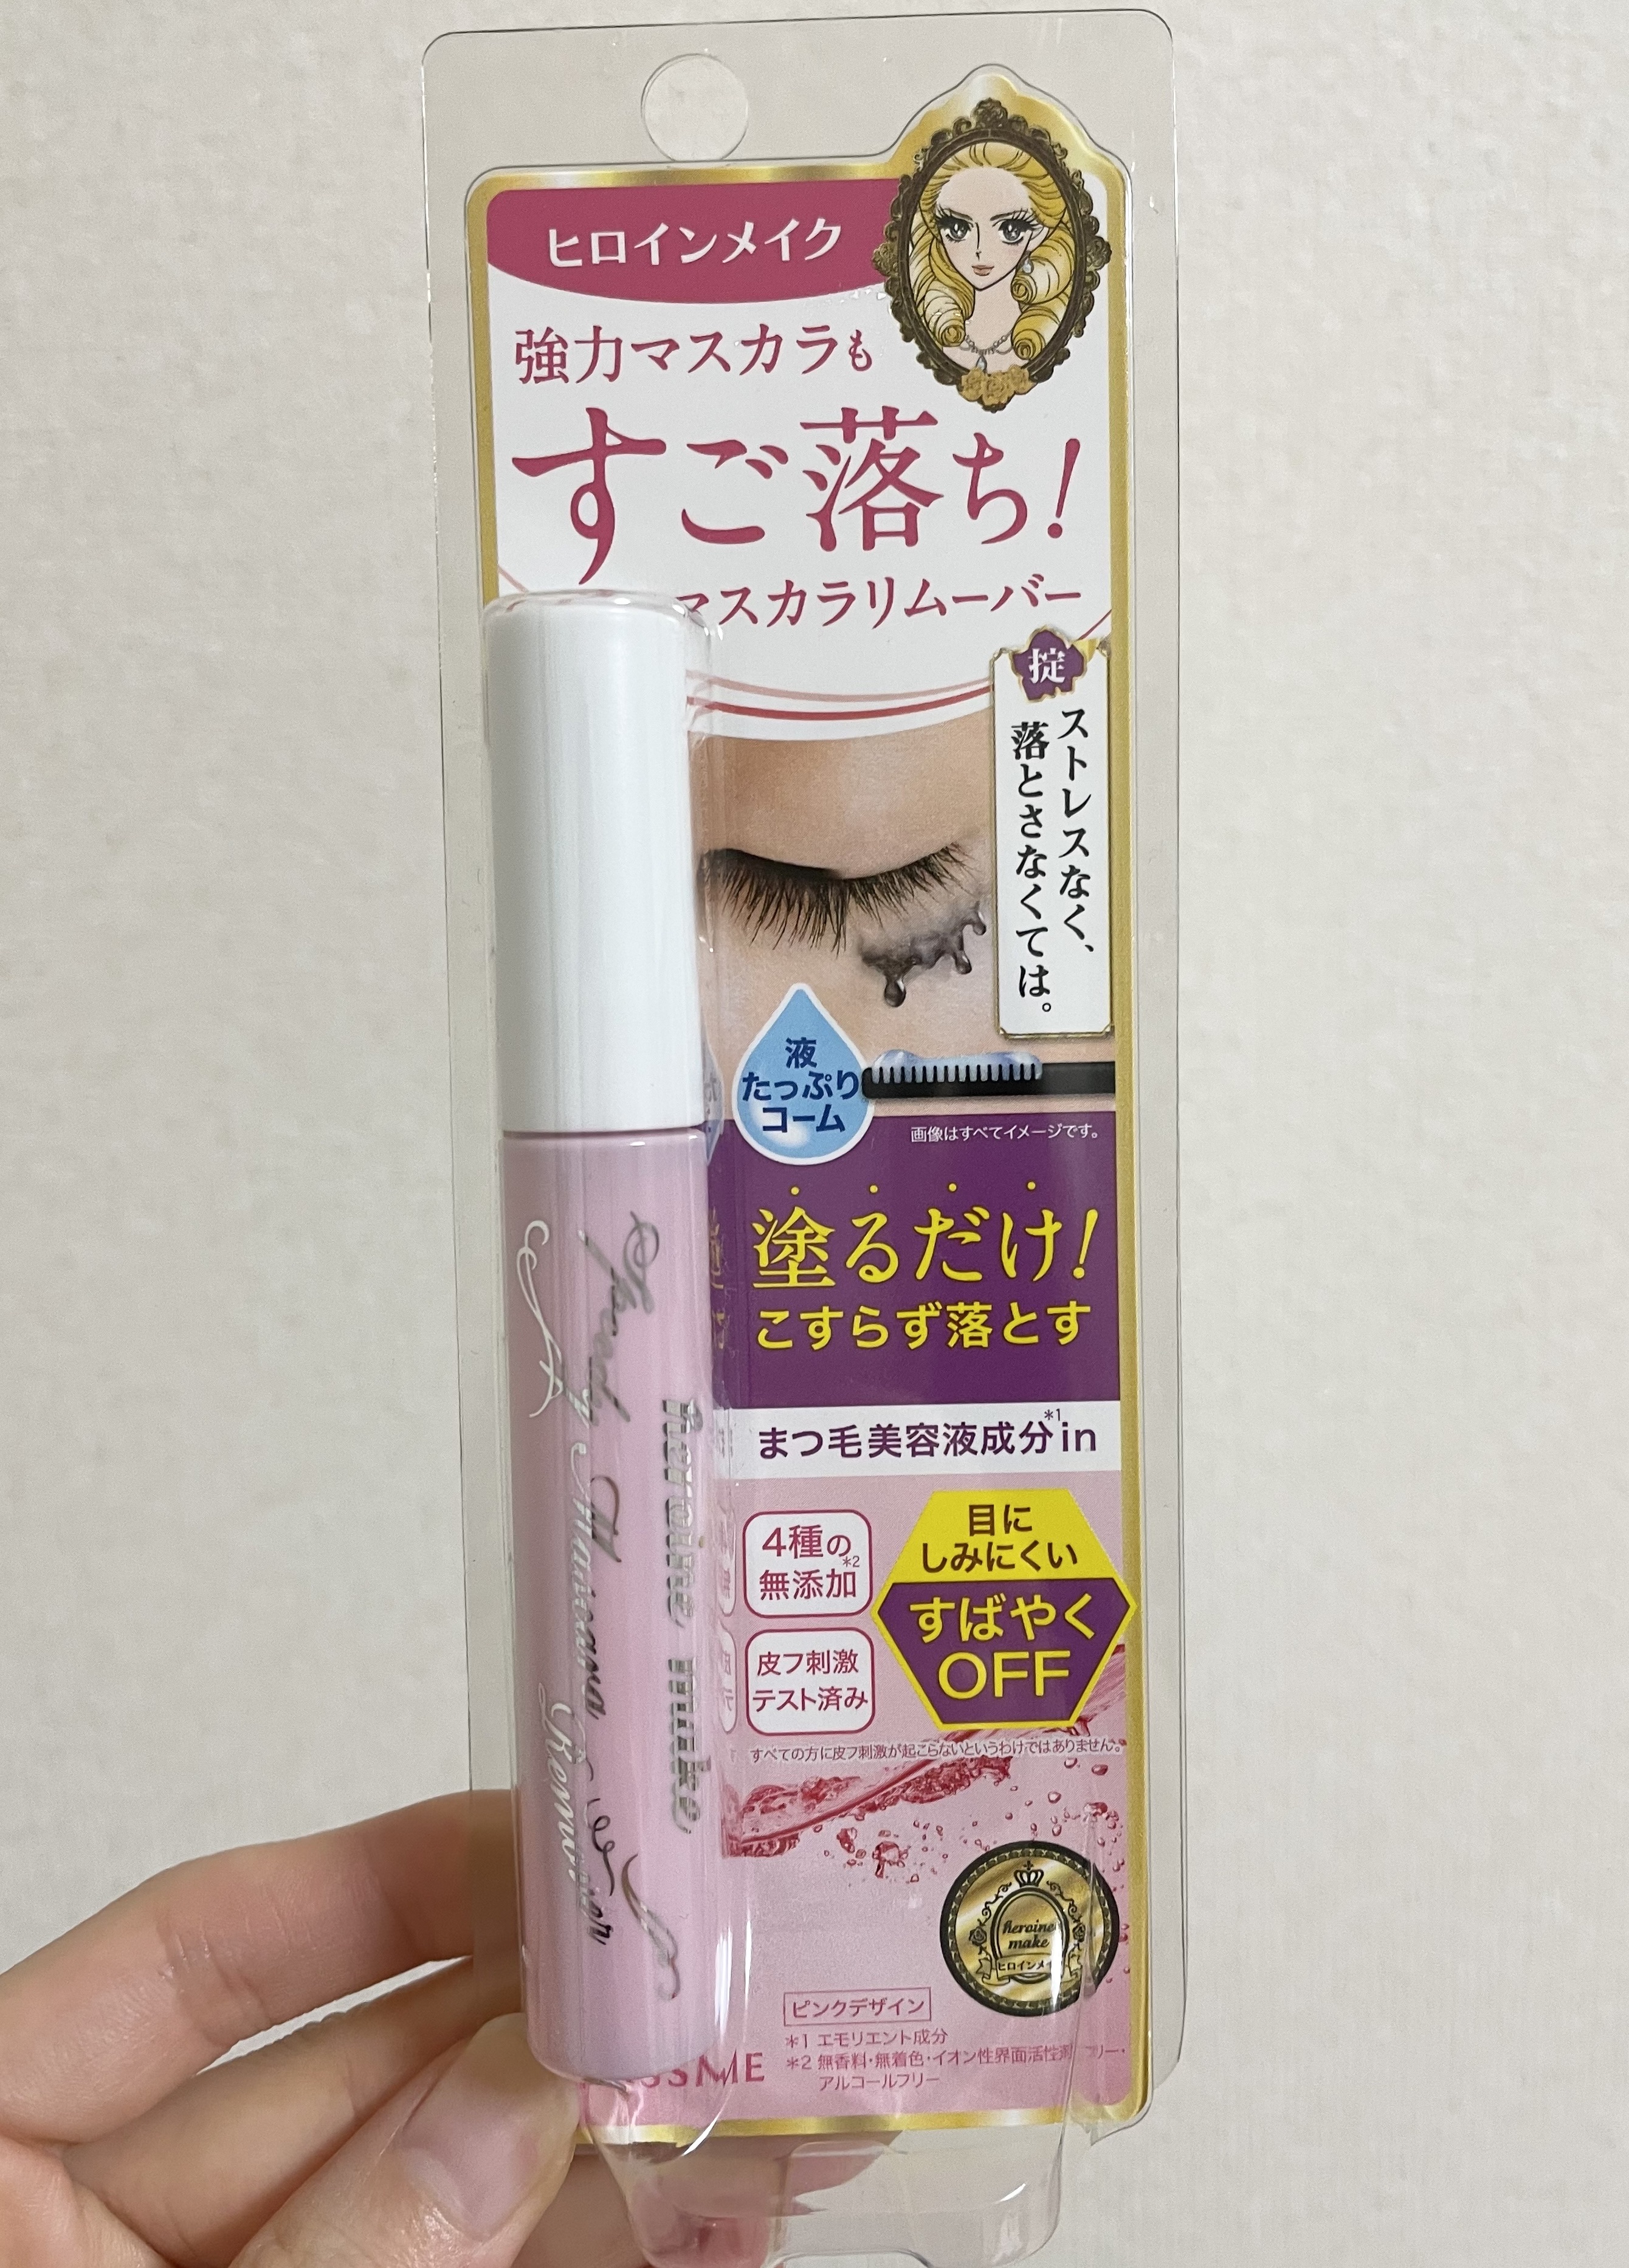 ヒロインメイク
強力マスカラも
すご落ち!
マスカラリムーバー
掟
ストレスなく、
落とさなくては。
液
たっぷり
コーム
画像はすべてイメージです。
塗るだけ!
こすらず落とす
まつ毛美容液成分*1in
4種の
無添加*2
皮フ刺激
テスト済み
目に
しみにくい
すばやく
OFF
すべての方に皮フ刺激が起こらないというわけではありません。
heroine make
Speedy Mascara Remover
heroine
make
ヒロインメイク
ピンクデザイン
*1 エモリエント成分
*2 無香料・無着色・イオン性界面活性剤フリー・
アルコールフリー